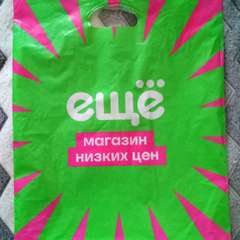 ещё
магазин
низких цен